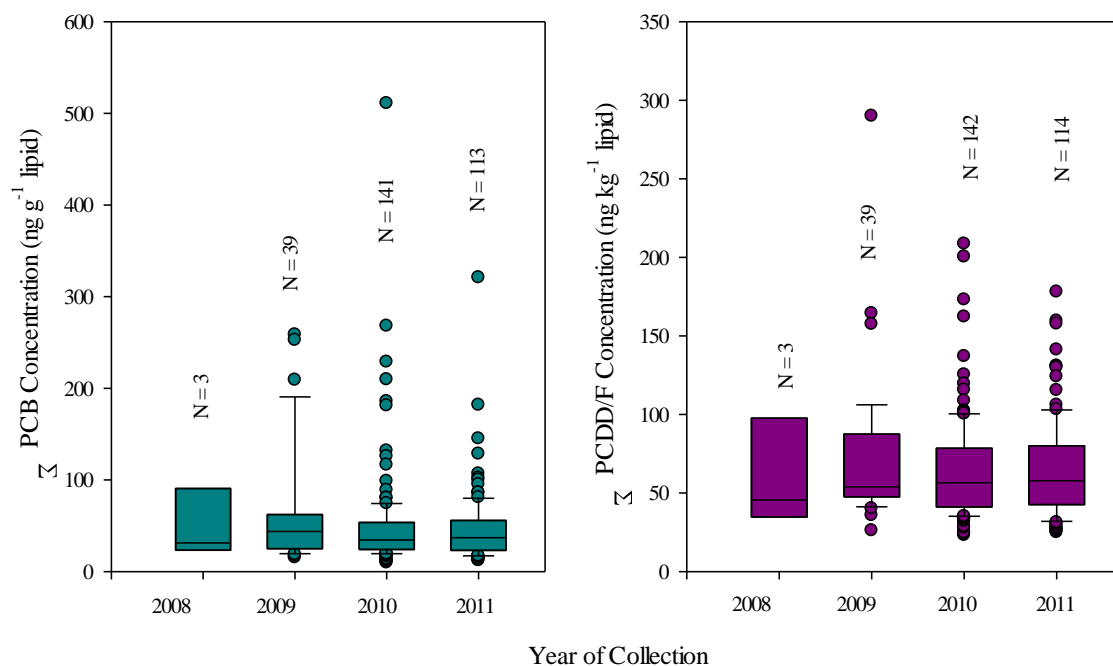 Σ PCB Concentration (ng g⁻¹ lipid)
600
500
400
300
200
100
0
N = 3
N = 39
N = 141
N = 113
2008
2009
2010
2011
Σ PCDD/F Concentration (ng kg⁻¹ lipid)
350
300
250
200
150
100
50
0
N = 3
N = 39
N = 142
N = 114
2008
2009
2010
2011
Year of Collection